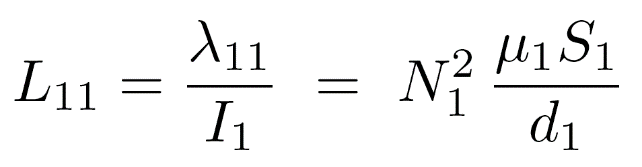 L_{11} = \frac{\lambda_{11}}{I_1} = N_1^2 \frac{\mu_1 S_1}{d_1}